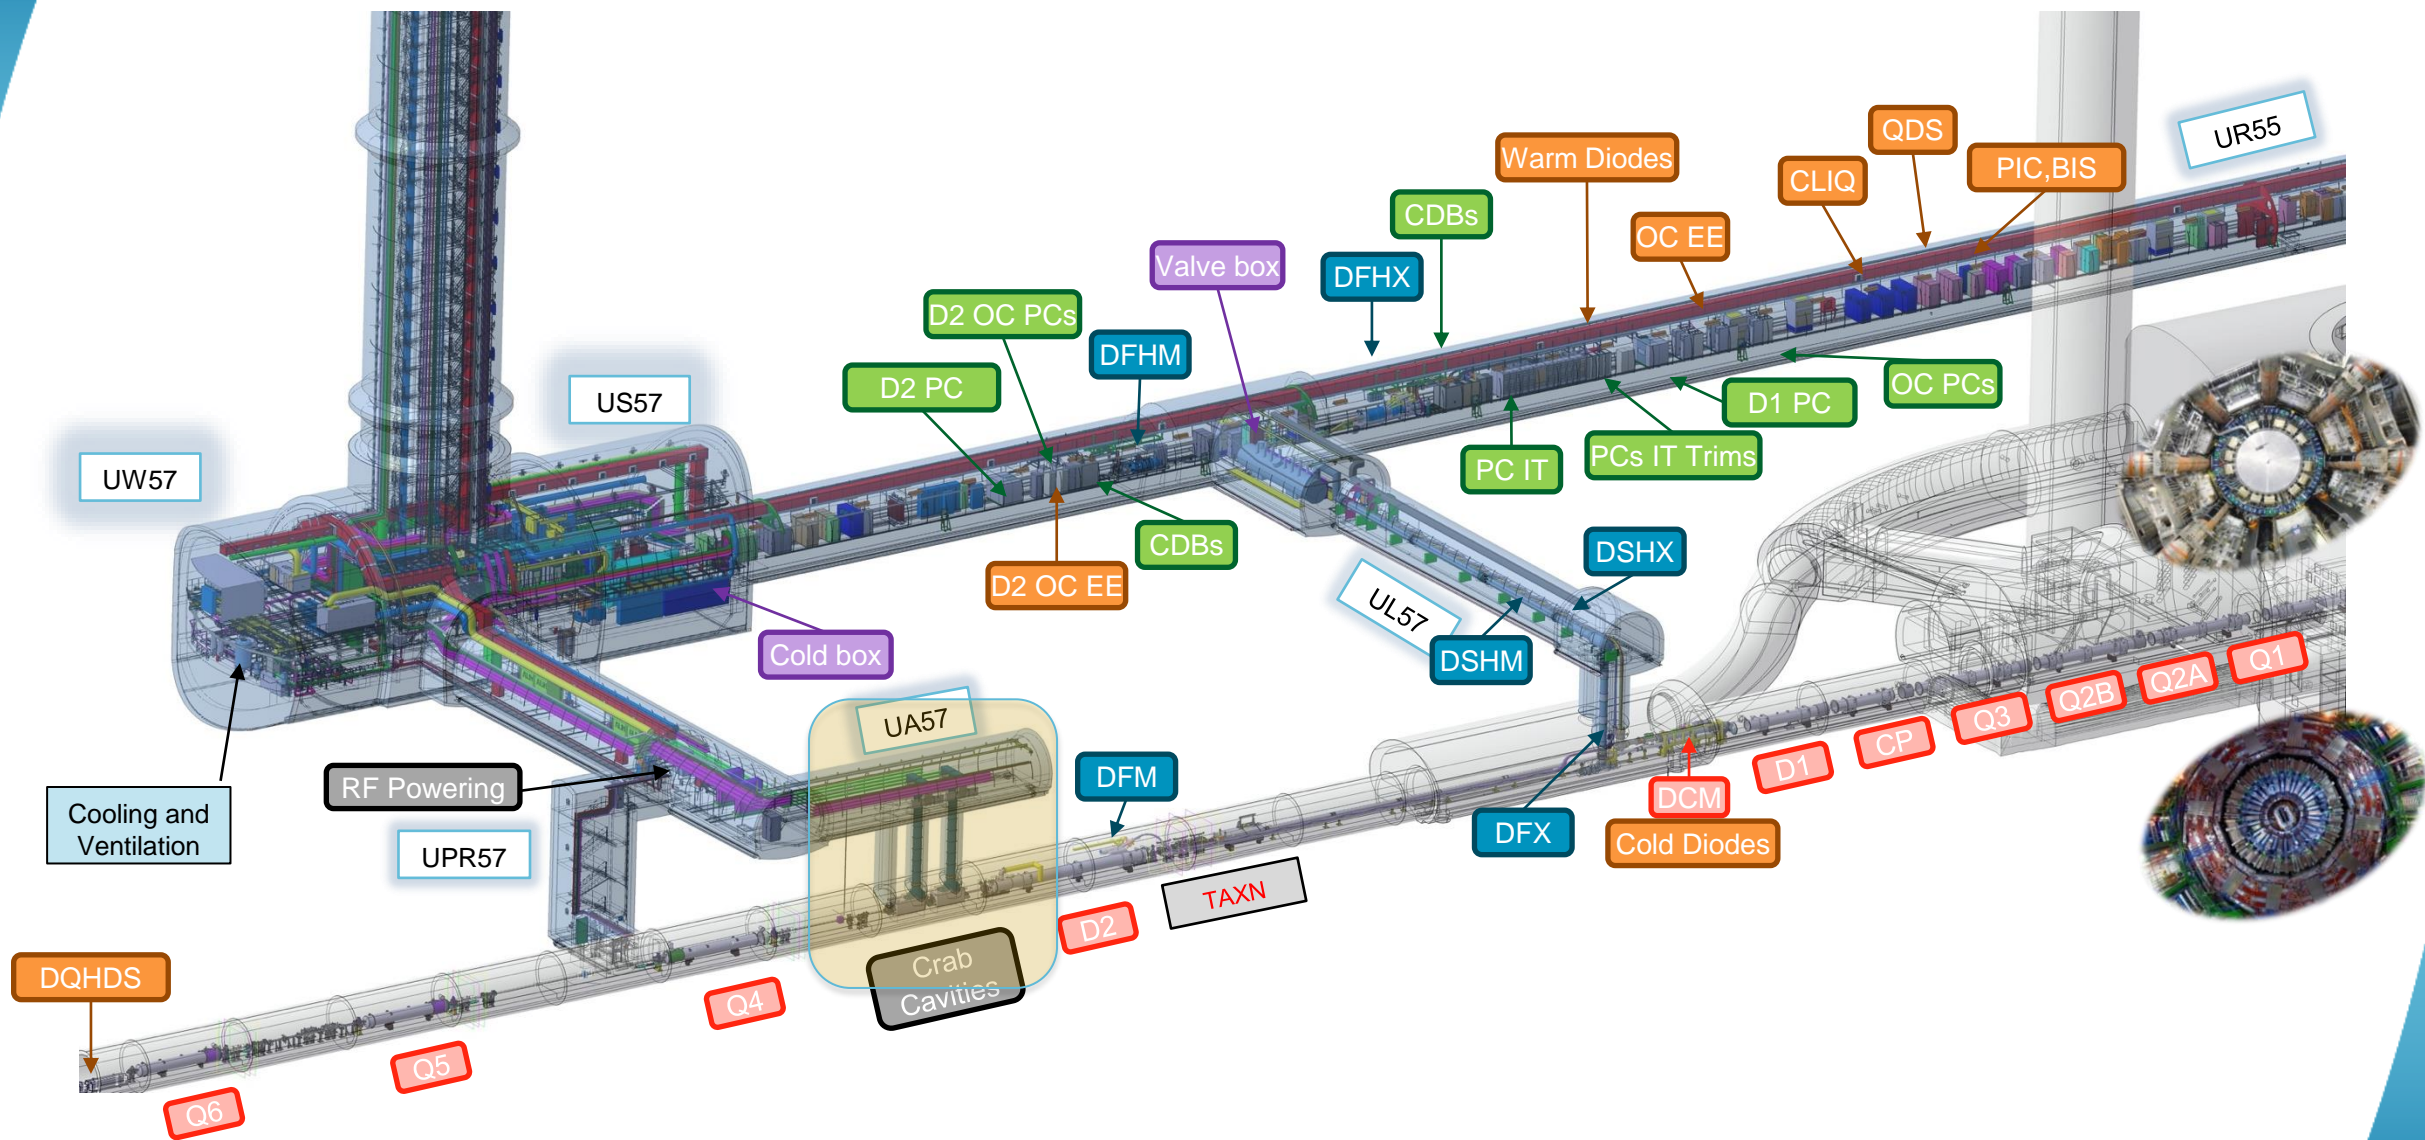 UR55
QDS
PIC,BIS
Warm Diodes
CLIQ
CDBs
OC EE
Valve box
DFHX
D2 OC PCs
DFHM
D2 PC
US57
OC PCs
D1 PC
PC IT
PCs IT Trims
UW57
CDBs
D2 OC EE
DSHX
UL57
DSHM
Cold box
Q1
Q2A
Q2B
Q3
CP
D1
UA57
DFM
DCM
DFX
Cold Diodes
RF Powering
Cooling and
Ventilation
UPR57
TAXN
D2
Crab
Cavities
DQHDS
Q4
Q5
Q6